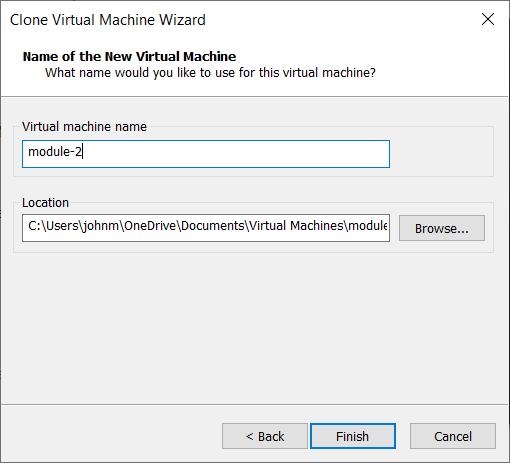 Clone Virtual Machine Wizard
Name of the New Virtual Machine
What name would you like to use for this virtual machine?
Virtual machine name
module-2
Location
C:\Users\johnm\OneDrive\Documents\Virtual Machines\module
Browse...
< Back
Finish
Cancel